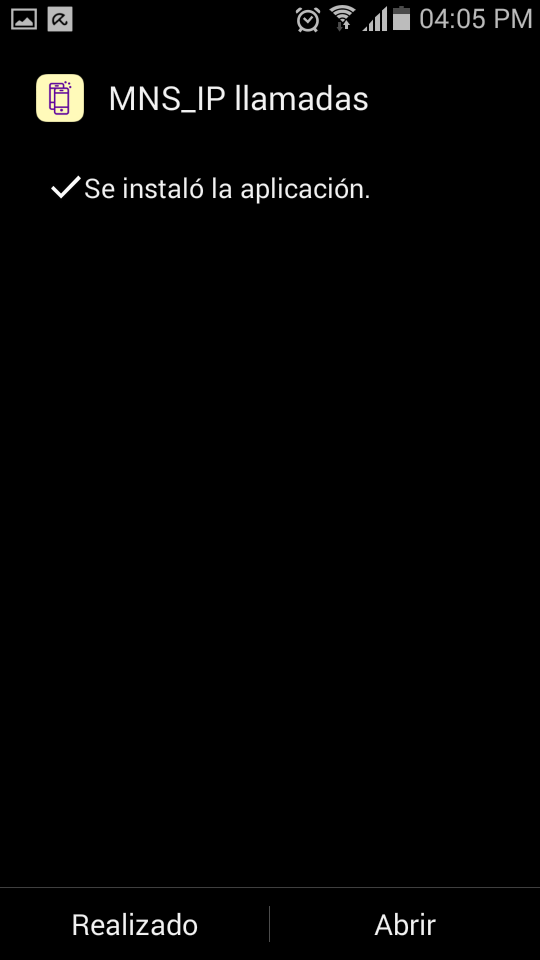 04:05 PM
MNS_IP llamadas
Se instaló la aplicación.
Realizado
Abrir